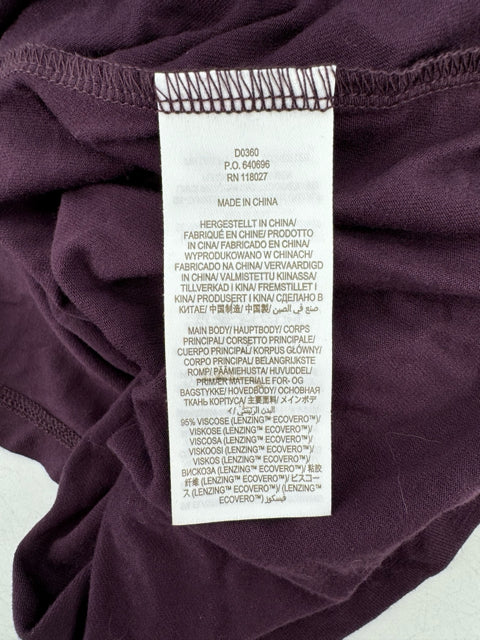 D0360
P.O. 640696
RN 118027
MADE IN CHINA
HERGESTELLT IN CHINA/
FABRIQUÉ EN CHINE/ PRODOTTO
IN CINA/ FABRICADO EN CHINA/
WYPRODUKOWANO W CHINACH/
FABRICADO NA CHINA/ VERVAARDIGD
IN CHINA/ VALMISTETTU KIINASSA/
TILLVERKAD I KINA/ FREMSTILLET I
KINA/ PRODUSERT I KINA/ СДЕЛАНО В
КИТАЕ/ 中国制造/ 中国製/ صنع في الصين
MAIN BODY/ HAUPTBODY/ CORPS
PRINCIPAL/ CORSETTO PRINCIPALE/
CUERPO PRINCIPAL/ KORPUS GŁÓWNY/
CORPO PRINCIPAL/ BELANGRIJKSTE
ROMP/ PÄÄMIEHUSTA/ HUVUDDEL/
PRIMÆR MATERIALE FOR- OG
BAGSTYKKE/ HOVEDBODY/ ОСНОВНАЯ
ТКАНЬ КОРПУСА/ 主要面料/ メインボデ
ィ/ البدن الرئيسي
95% VISCOSE (LENZING™ ECOVERO™)/
VISKOSE (LENZING™ ECOVERO™)/
VISCOSA (LENZING™ ECOVERO™)/
VISKOOSI (LENZING™ ECOVERO™)/
VISKOS (LENZING™ ECOVERO™)/
ВИСКОЗА (LENZING™ ECOVERO™)/ 粘胶
纤维 (LENZING™ ECOVERO™)/ ビスコー
ス (LENZING™ ECOVERO™)/ (LENZING™
ECOVERO™) فيسكوز